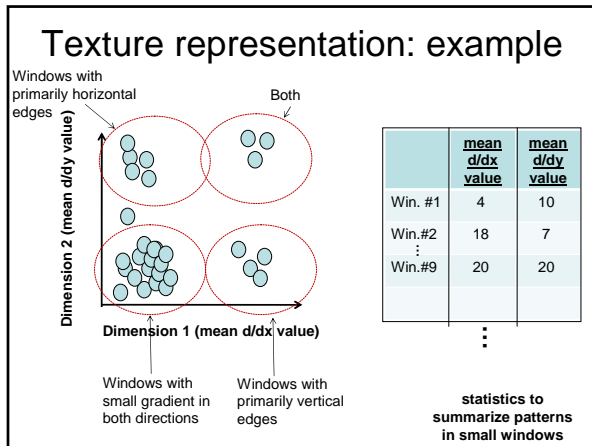 Texture representation: example
Windows with
primarily horizontal
edges
Both
Dimension 2 (mean d/dy value)
Dimension 1 (mean d/dx value)
Windows with
small gradient in
both directions
Windows with
primarily vertical
edges
mean d/dx value mean d/dy value
Win. #1 4 10
Win.#2 18 7
⋮
Win.#9 20 20
⋮
statistics to
summarize patterns
in small windows